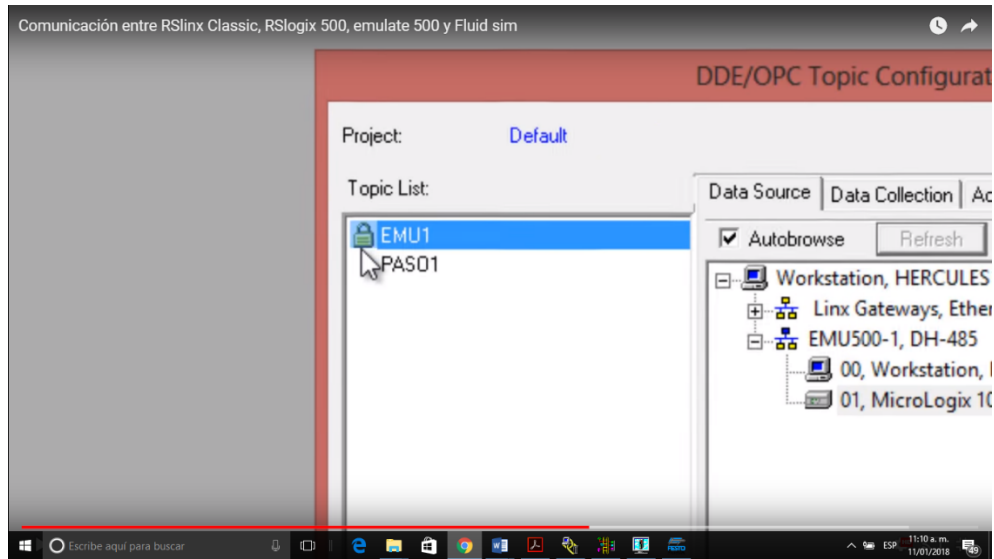 Comunicación entre RSlinx Classic, RSlogix 500, emulate 500 y Fluid sim
DDE/OPC Topic Configurat
Project: Default
Topic List:
EMU1
PASO1
Data Source Data Collection Ac
Autobrowse Refresh
Workstation, HERCULES
Linx Gateways, Ether
EMU500-1, DH-485
00, Workstation,
01, MicroLogix 10
Escribe aquí para buscar
ESP
11:10 a. m.
11/01/2018
49
FESTO